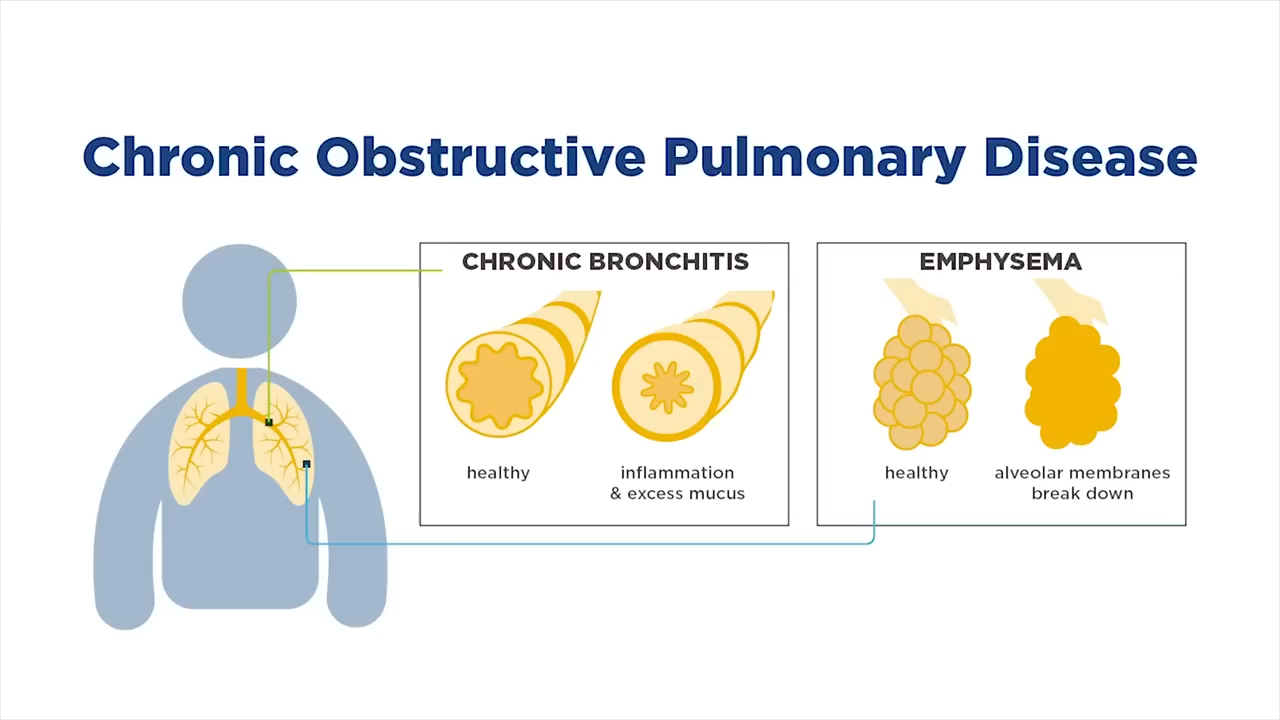 Chronic Obstructive Pulmonary Disease
CHRONIC BRONCHITIS
healthy
inflammation
& excess mucus
EMPHYSEMA
healthy
alveolar membranes
break down